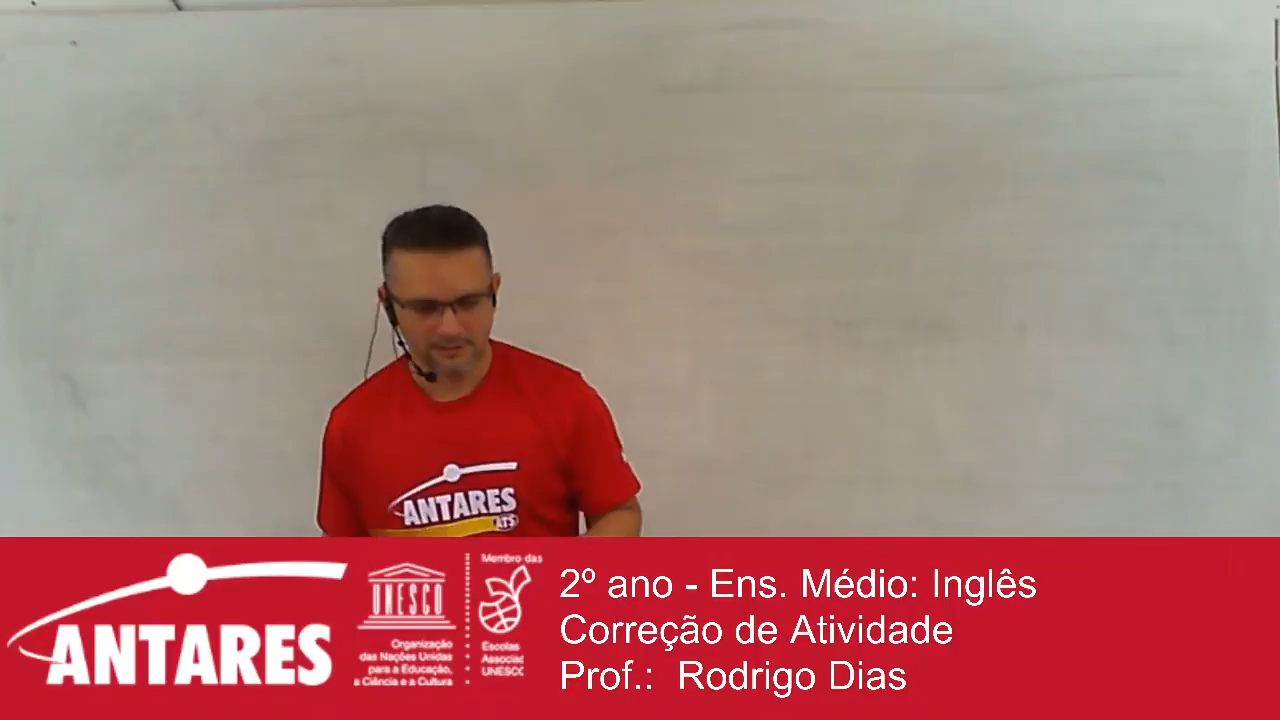 ANTARES
ATS
ANTARES
UNESCO
Organização
das Nações Unidas
para a Educação,
a Ciência e a Cultura
Membro das
Escolas
Associac
UNESCO
2º ano - Ens. Médio: Inglês
Correção de Atividade
Prof.: Rodrigo Dias